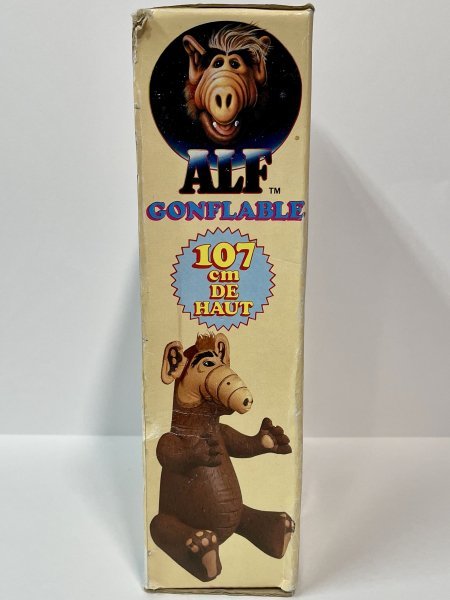 ALF™
GONFLABLE
107
cm
DE
HAUT